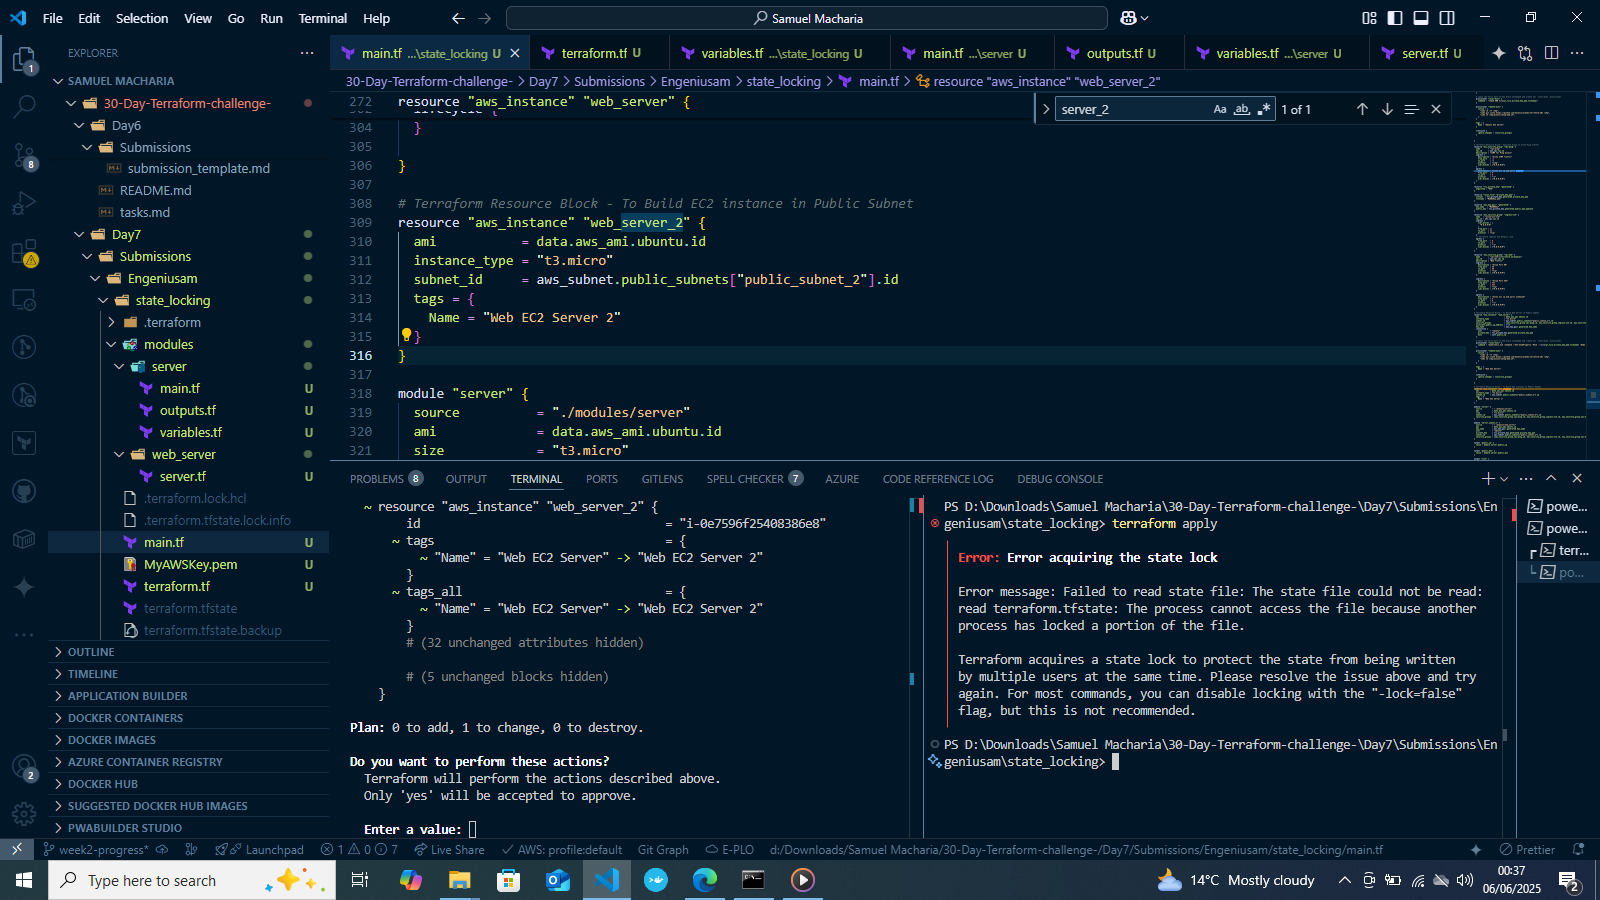 File Edit Selection View Go Run Terminal Help
Samuel Macharia
EXPLORER
SAMUEL MACHARIA
30-Day-Terraform-challenge-
Day6
Submissions
submission_template.md
README.md
tasks.md
Day7
Submissions
Engeniusam
state_locking
.terraform
modules
server
main.tf U
outputs.tf U
variables.tf U
web_server
server.tf U
.terraform.lock.hcl
.terraform.tfstate.lock.info
main.tf U
MyAWSKey.pem U
terraform.tf U
terraform.tfstate
terraform.tfstate.backup
OUTLINE
TIMELINE
APPLICATION BUILDER
DOCKER CONTAINERS
DOCKER IMAGES
AZURE CONTAINER REGISTRY
DOCKER HUB
SUGGESTED DOCKER HUB IMAGES
PWABUILDER STUDIO
1
8
2
main.tf ...\state_locking U
terraform.tf U
variables.tf ...\state_locking U
main.tf ...\server U
outputs.tf U
variables.tf ...\server U
server.tf U
30-Day-Terraform-challenge- > Day7 > Submissions > Engeniusam > state_locking > main.tf > resource "aws_instance" "web_server_2"
server_2 Aa ab .* 1 of 1
272 resource "aws_instance" "web_server" {
lifecycle {
304 }
305
306 }
307
308 # Terraform Resource Block - To Build EC2 instance in Public Subnet
309 resource "aws_instance" "web_server_2" {
310 ami = data.aws_ami.ubuntu.id
311 instance_type = "t3.micro"
312 subnet_id = aws_subnet.public_subnets["public_subnet_2"].id
313 tags = {
314 Name = "Web EC2 Server 2"
315 }
316 }
317
318 module "server" {
319 source = "./modules/server"
320 ami = data.aws_ami.ubuntu.id
321 size = "t3.micro"
PROBLEMS 8 OUTPUT TERMINAL PORTS GITLENS SPELL CHECKER 7 AZURE CODE REFERENCE LOG DEBUG CONSOLE
~ resource "aws_instance" "web_server_2" {
id = "i-0e7596f25408386e8"
~ tags = {
~ "Name" = "Web EC2 Server" -> "Web EC2 Server 2"
}
~ tags_all = {
~ "Name" = "Web EC2 Server" -> "Web EC2 Server 2"
}
# (32 unchanged attributes hidden)
# (5 unchanged blocks hidden)
}
Plan: 0 to add, 1 to change, 0 to destroy.
Do you want to perform these actions?
Terraform will perform the actions described above.
Only 'yes' will be accepted to approve.
Enter a value:
PS D:\Downloads\Samuel Macharia\30-Day-Terraform-challenge-\Day7\Submissions\En
geniusam\state_locking> terraform apply
Error: Error acquiring the state lock
Error message: Failed to read state file: The state file could not be read:
read terraform.tfstate: The process cannot access the file because another
process has locked a portion of the file.
Terraform acquires a state lock to protect the state from being written
by multiple users at the same time. Please resolve the issue above and try
again. For most commands, you can disable locking with the "-lock=false"
flag, but this is not recommended.
PS D:\Downloads\Samuel Macharia\30-Day-Terraform-challenge-\Day7\Submissions\En
geniusam\state_locking>
powe...
powe...
terr...
po...
week2-progress* Launchpad 1 0 7 Live Share AWS: profile:default Git Graph E-PLO d:/Downloads/Samuel Macharia/30-Day-Terraform-challenge-/Day7/Submissions/Engeniusam/state_locking/main.tf Prettier
Type here to search
14°C Mostly cloudy
00:37
06/06/2025
2